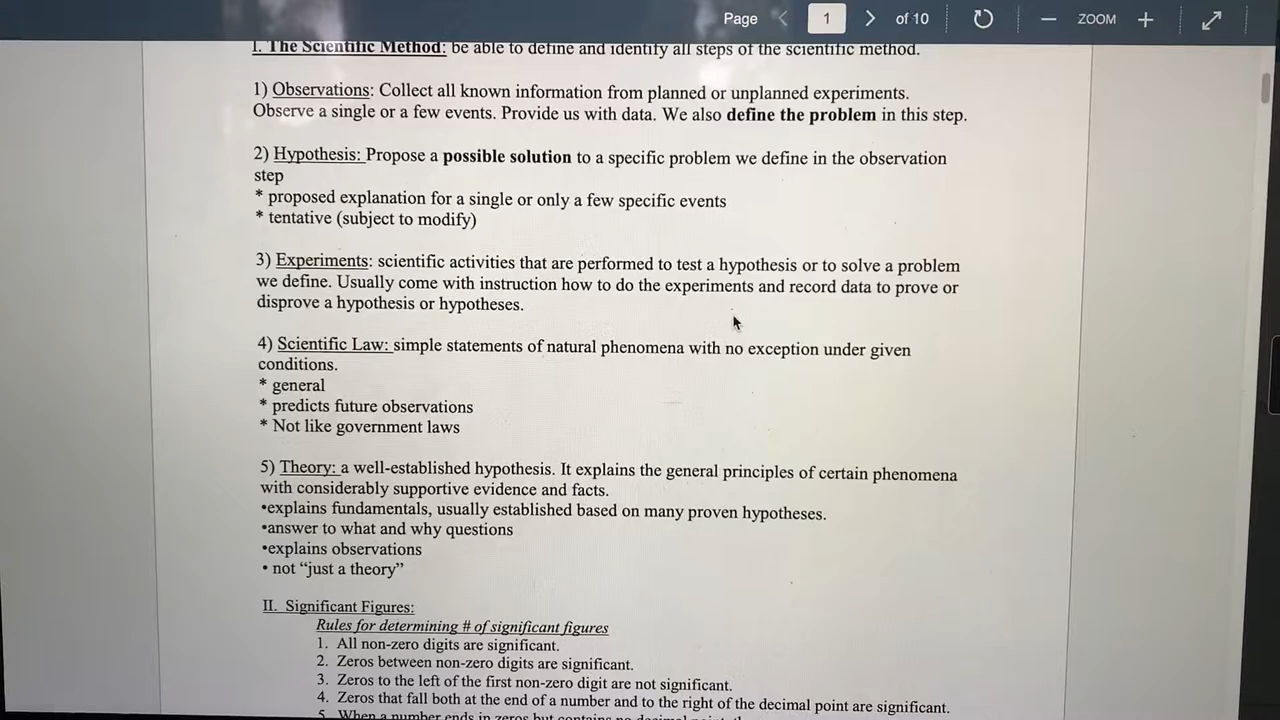 Page 1 of 10 ZOOM
I. The Scientific Method: be able to define and identify all steps of the scientific method.
1) Observations: Collect all known information from planned or unplanned experiments.
Observe a single or a few events. Provide us with data. We also define the problem in this step.
2) Hypothesis: Propose a possible solution to a specific problem we define in the observation
step
* proposed explanation for a single or only a few specific events
* tentative (subject to modify)
3) Experiments: scientific activities that are performed to test a hypothesis or to solve a problem
we define. Usually come with instruction how to do the experiments and record data to prove or
disprove a hypothesis or hypotheses.
4) Scientific Law: simple statements of natural phenomena with no exception under given
conditions.
* general
* predicts future observations
* Not like government laws
5) Theory: a well-established hypothesis. It explains the general principles of certain phenomena
with considerably supportive evidence and facts.
•explains fundamentals, usually established based on many proven hypotheses.
•answer to what and why questions
•explains observations
• not “just a theory”
II. Significant Figures:
Rules for determining # of significant figures
1. All non-zero digits are significant.
2. Zeros between non-zero digits are significant.
3. Zeros to the left of the first non-zero digit are not significant.
4. Zeros that fall both at the end of a number and to the right of the decimal point are significant.
5. When a number ends in zeros but contains no decimal point,